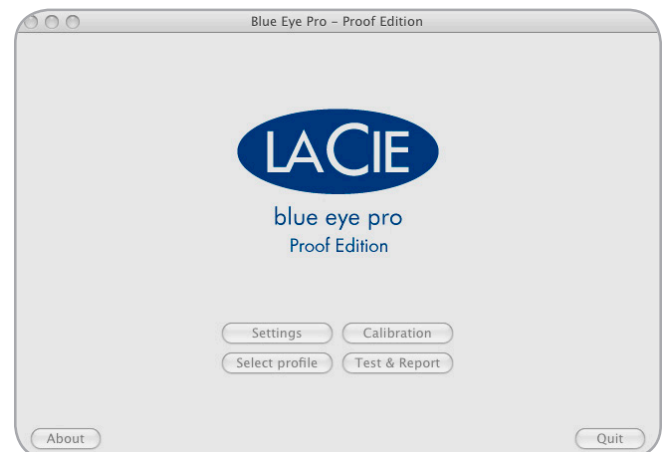 Blue Eye Pro – Proof Edition
LACIE
blue eye pro
Proof Edition
Settings Calibration
Select profile Test & Report
About Quit